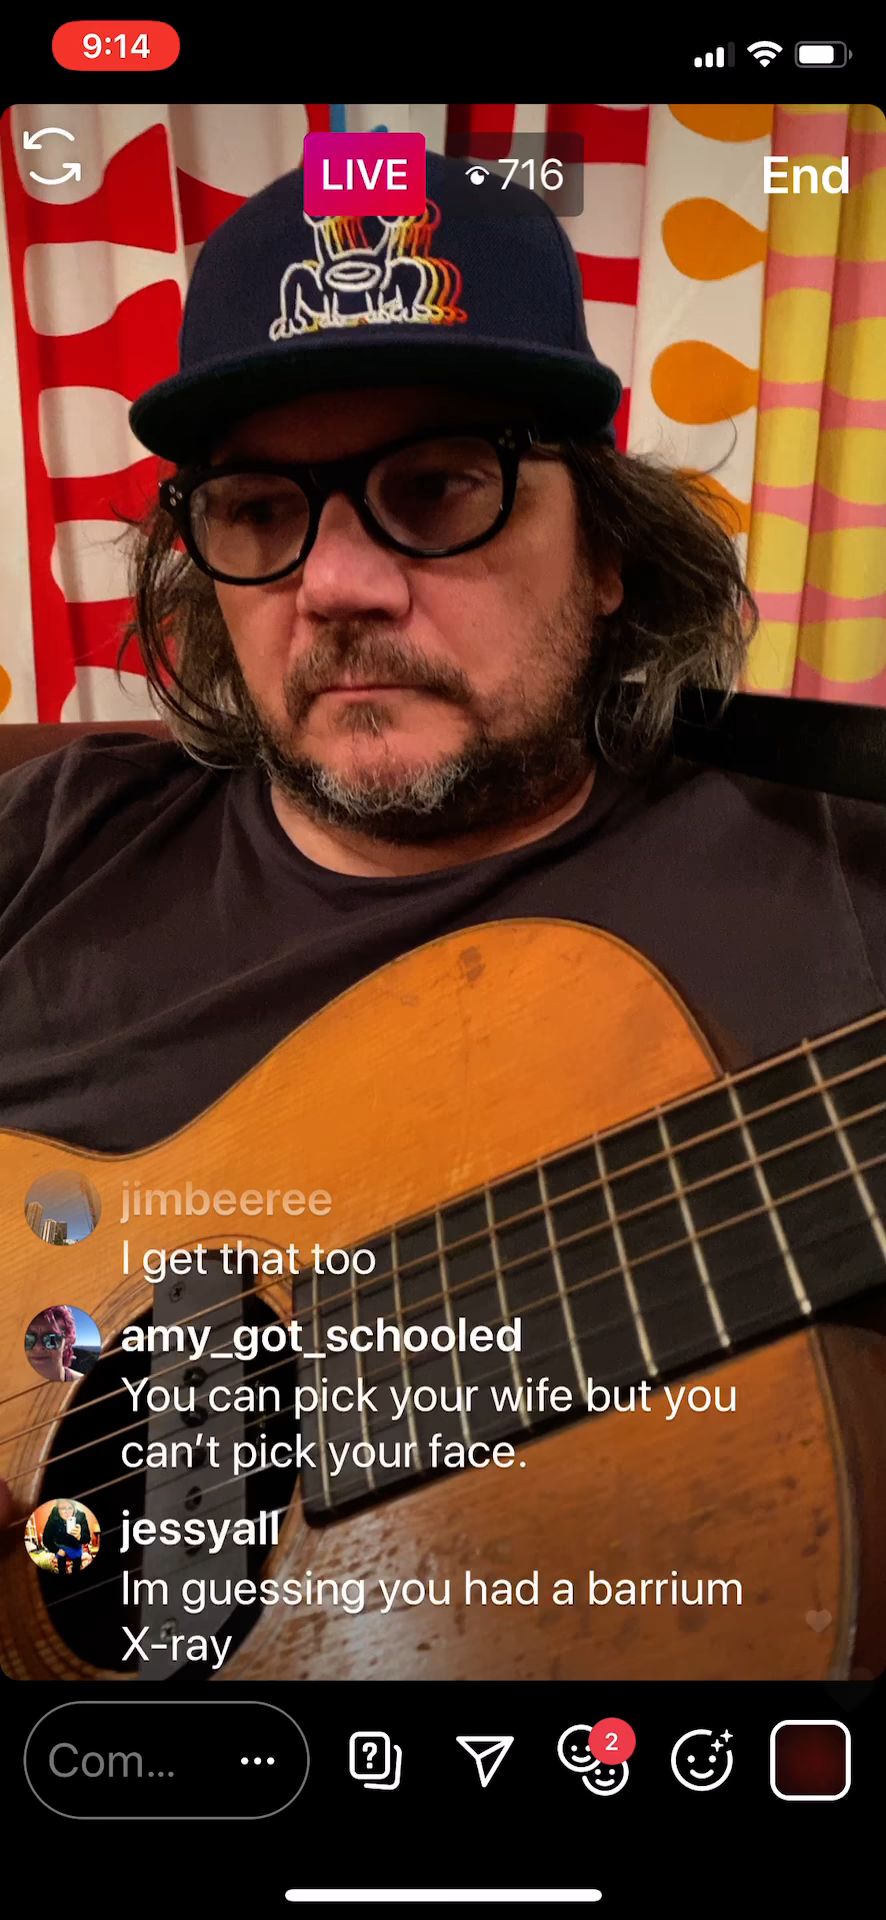 9:14
LIVE 716 End
jimbeeree
I get that too
amy_got_schooled
You can pick your wife but you
can’t pick your face.
jessyall
Im guessing you had a barrium
X-ray
Com... ...
?
2